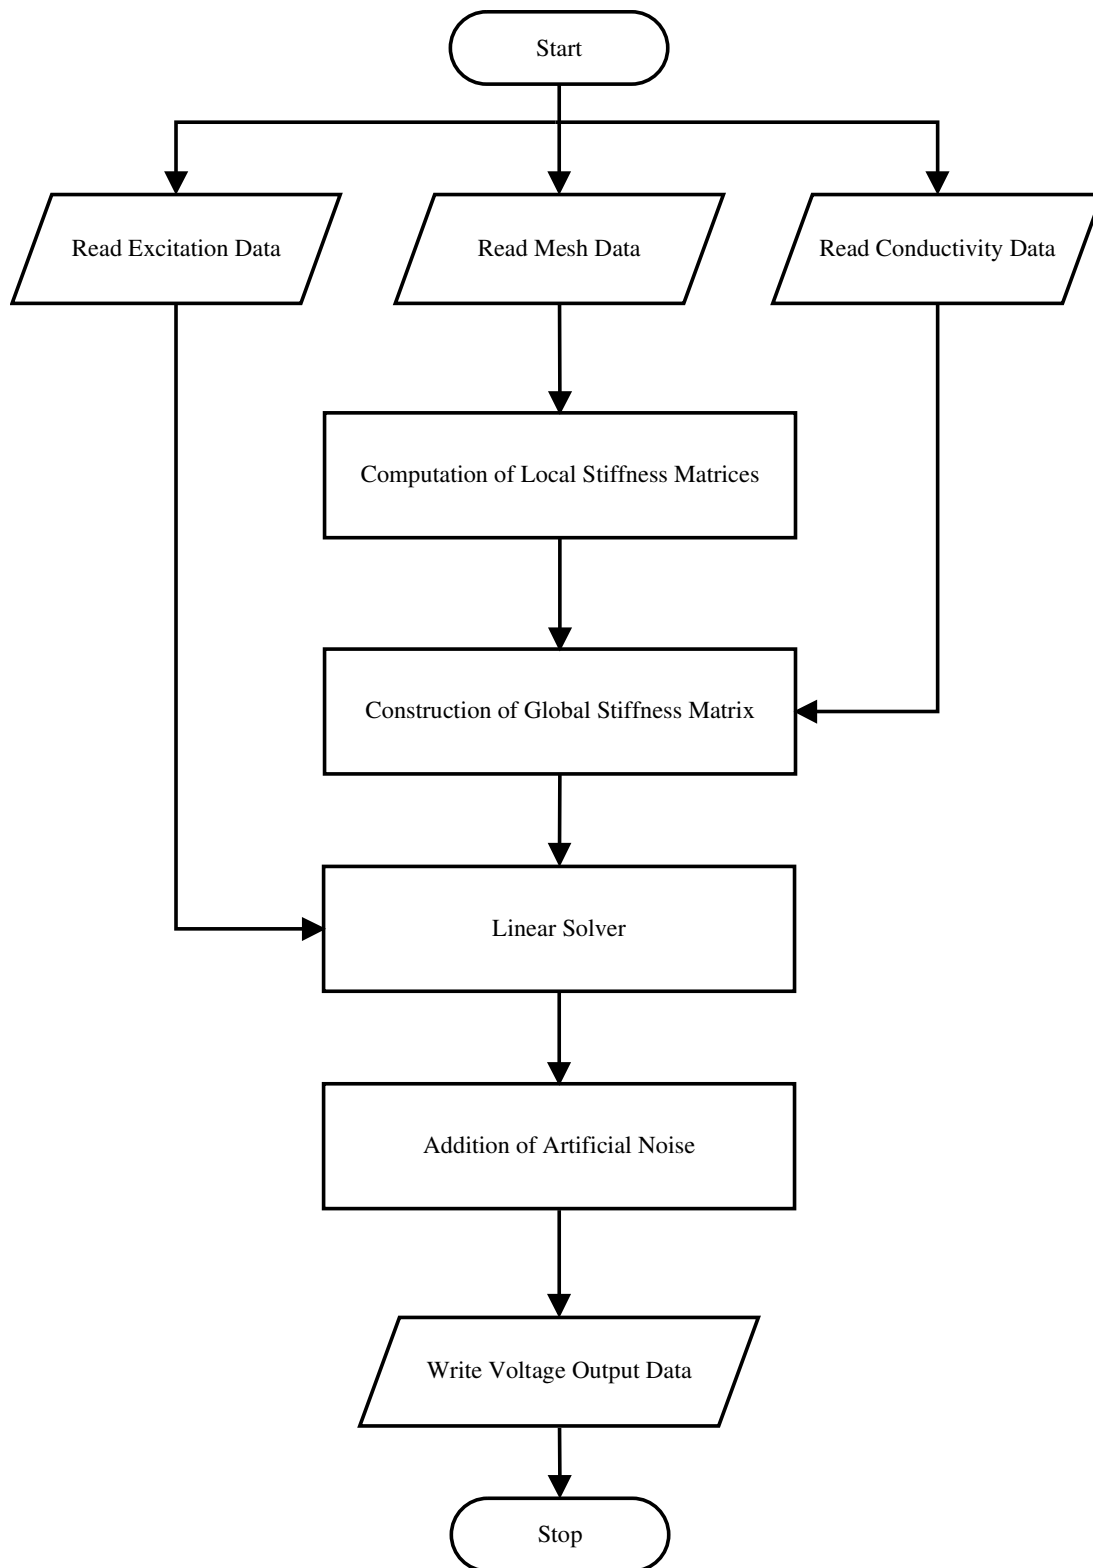 Start
Read Excitation Data
Read Mesh Data
Read Conductivity Data
Computation of Local Stiffness Matrices
Construction of Global Stiffness Matrix
Linear Solver
Addition of Artificial Noise
Write Voltage Output Data
Stop